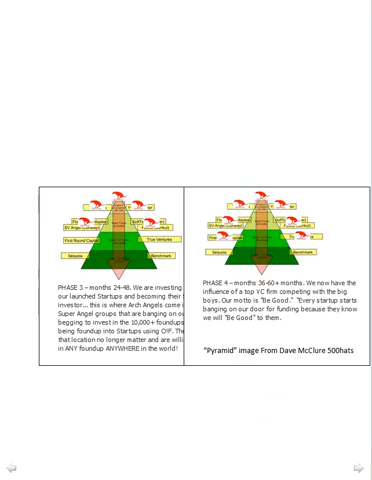 SV Angel
First Round Capital
True Ventures
Sequoia
Benchmark
Benchmark
PHASE 3 – months 24-48. We are investing
our launched Startups and becoming their
investor... this is where Arch Angels come i
Super Angel groups that are banging on ou
begging to invest in the 10,000+ foundups
being foundup into Startups using O!F. The
that location no longer matter and are willi
in ANY foundup ANYWHERE in the world!
PHASE 4 – months 36-60+ months. We now have the
influence of a top VC firm competing with the big
boys. Our motto is "Be Good." "Every startup starts
banging on our door for funding because they know
we will "Be Good" to them.
"Pyramid" image From Dave McClure 500hats